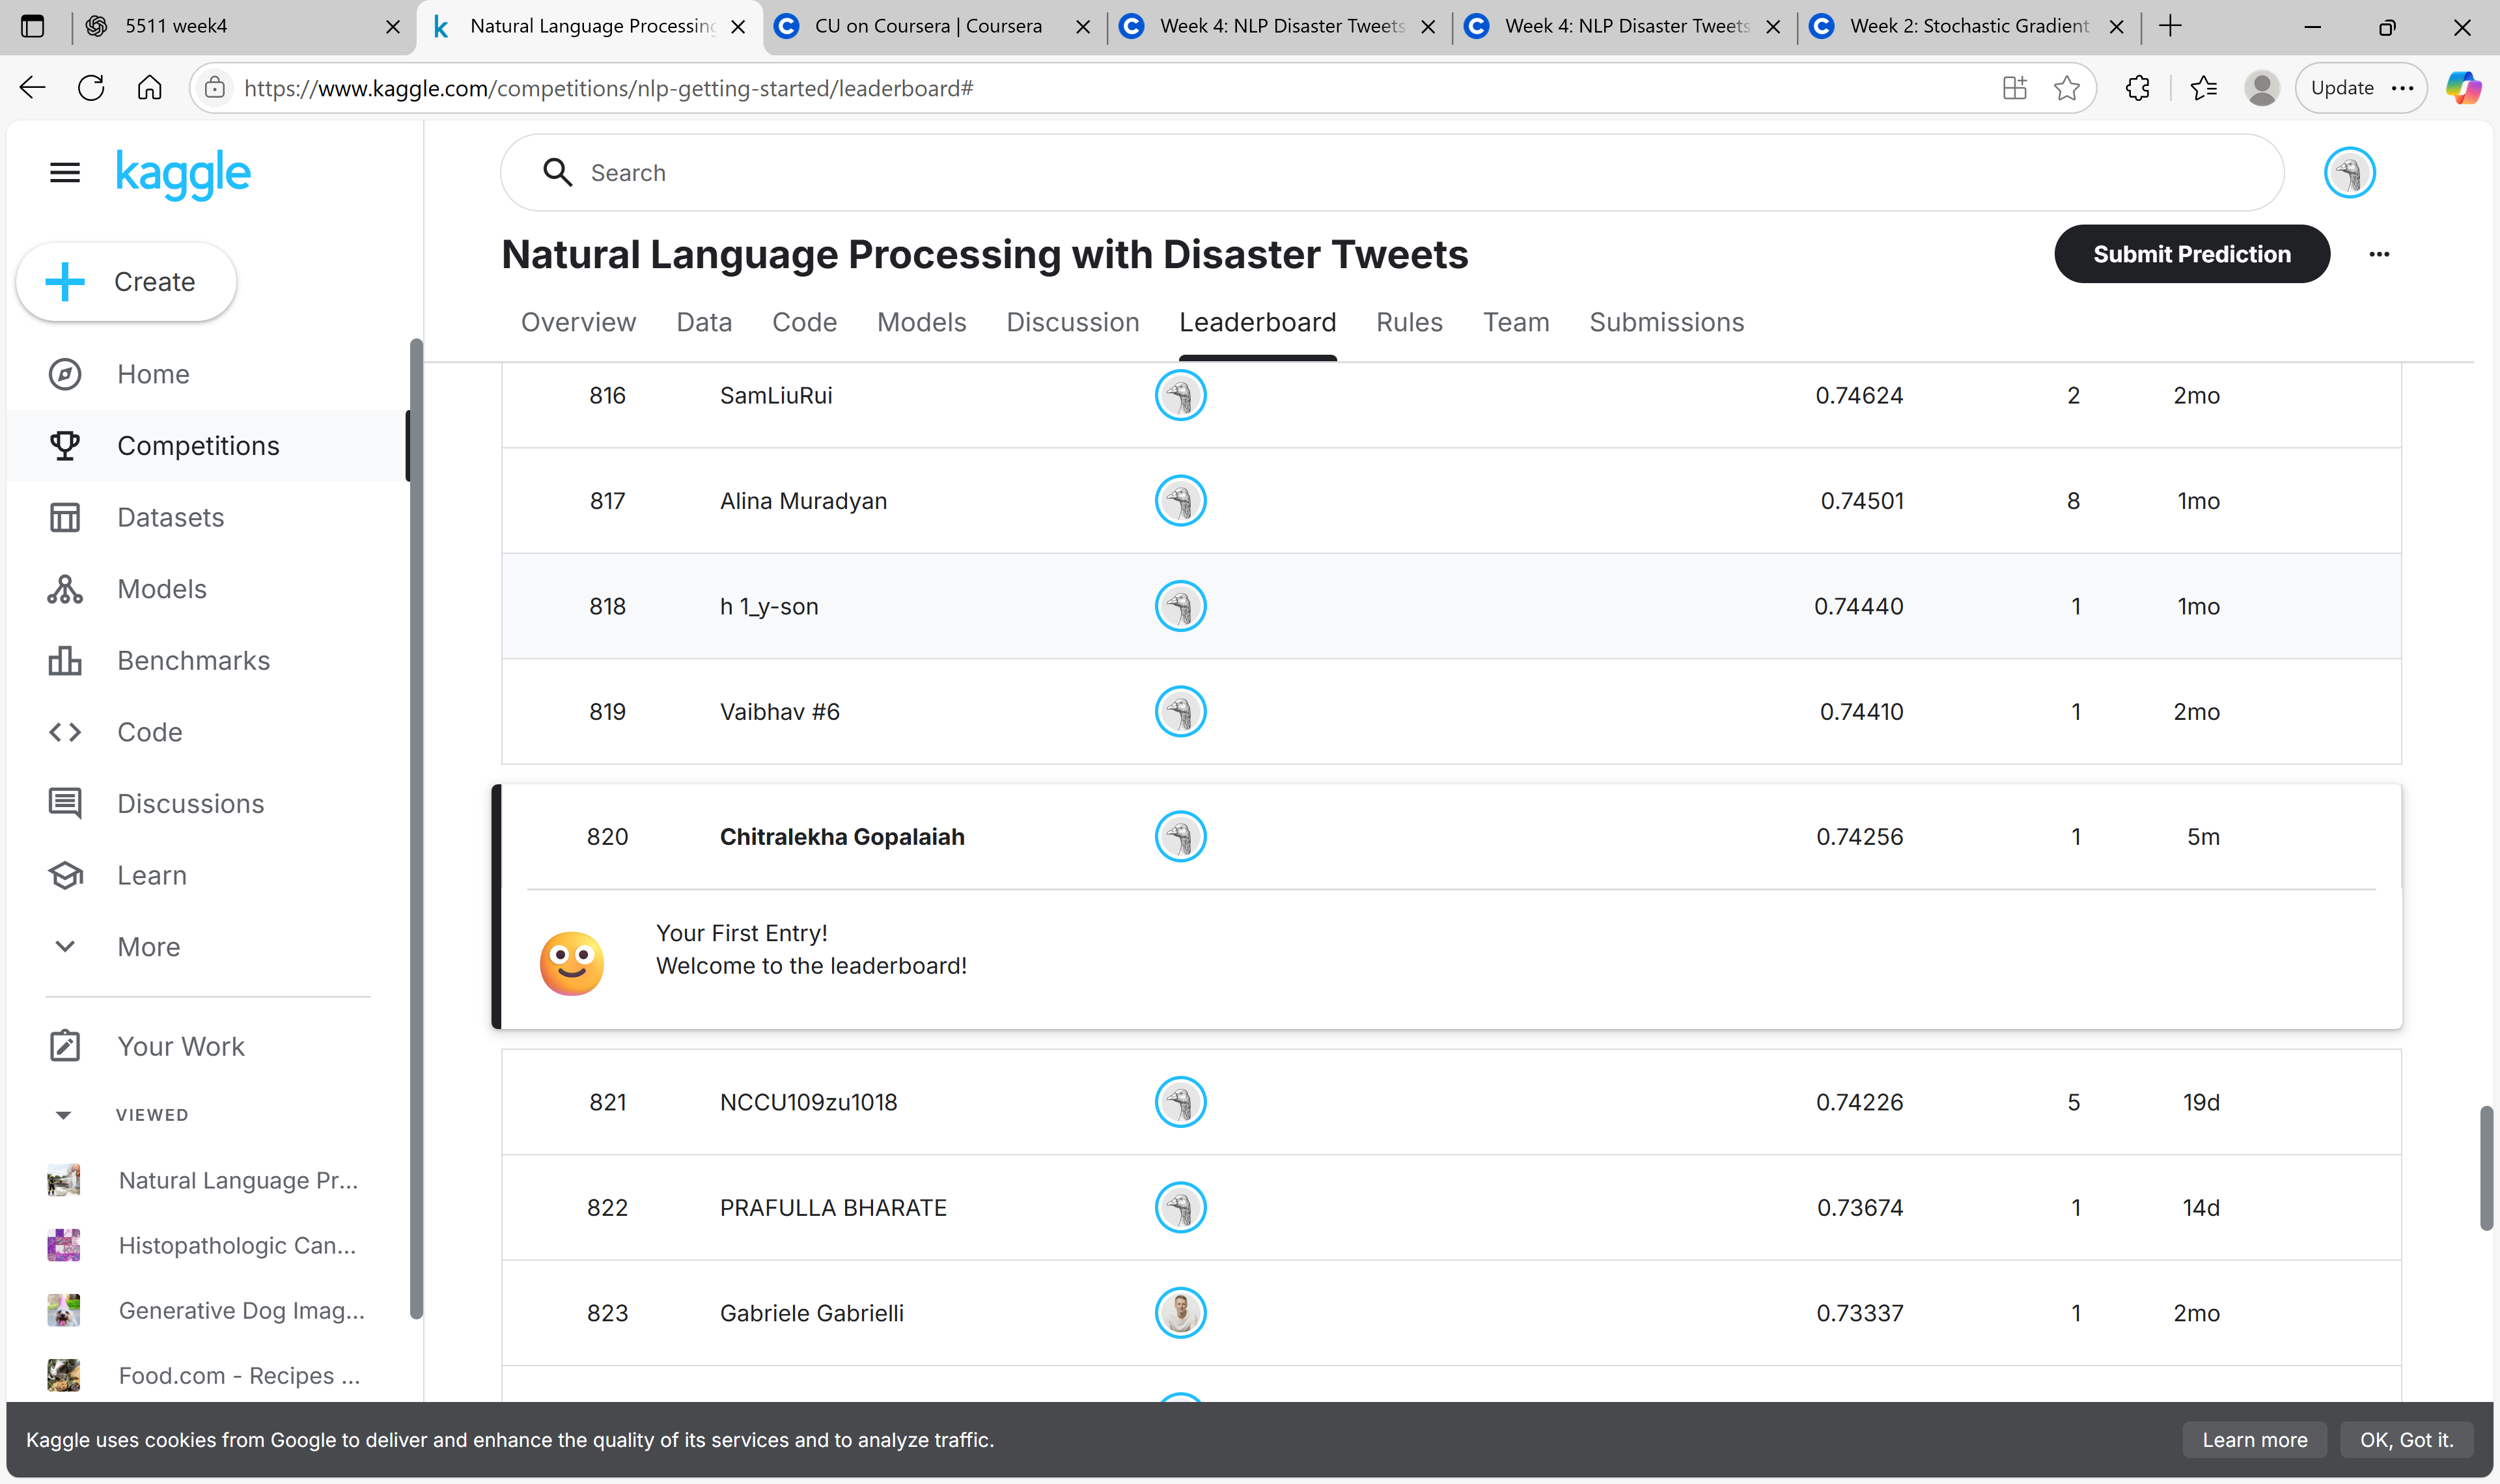 5511 week4
Natural Language Processing
CU on Coursera | Coursera
Week 4: NLP Disaster Tweets
Week 4: NLP Disaster Tweets
Week 2: Stochastic Gradient
https://www.kaggle.com/competitions/nlp-getting-started/leaderboard#
Update
kaggle
Search
Create
Natural Language Processing with Disaster Tweets
Submit Prediction
Overview Data Code Models Discussion Leaderboard Rules Team Submissions
Home
Competitions
Datasets
Models
Benchmarks
Code
Discussions
Learn
More
Your Work
VIEWED
Natural Language Pr...
Histopathologic Can...
Generative Dog Imag...
Food.com - Recipes ...
816 SamLiuRui 0.74624 2 2mo
817 Alina Muradyan 0.74501 8 1mo
818 h 1_y-son 0.74440 1 1mo
819 Vaibhav #6 0.74410 1 2mo
820 Chitralekha Gopalaiah 0.74256 1 5m
Your First Entry!
Welcome to the leaderboard!
821 NCCU109zu1018 0.74226 5 19d
822 PRAFULLA BHARATE 0.73674 1 14d
823 Gabriele Gabrielli 0.73337 1 2mo
Kaggle uses cookies from Google to deliver and enhance the quality of its services and to analyze traffic.
Learn more
OK, Got it.